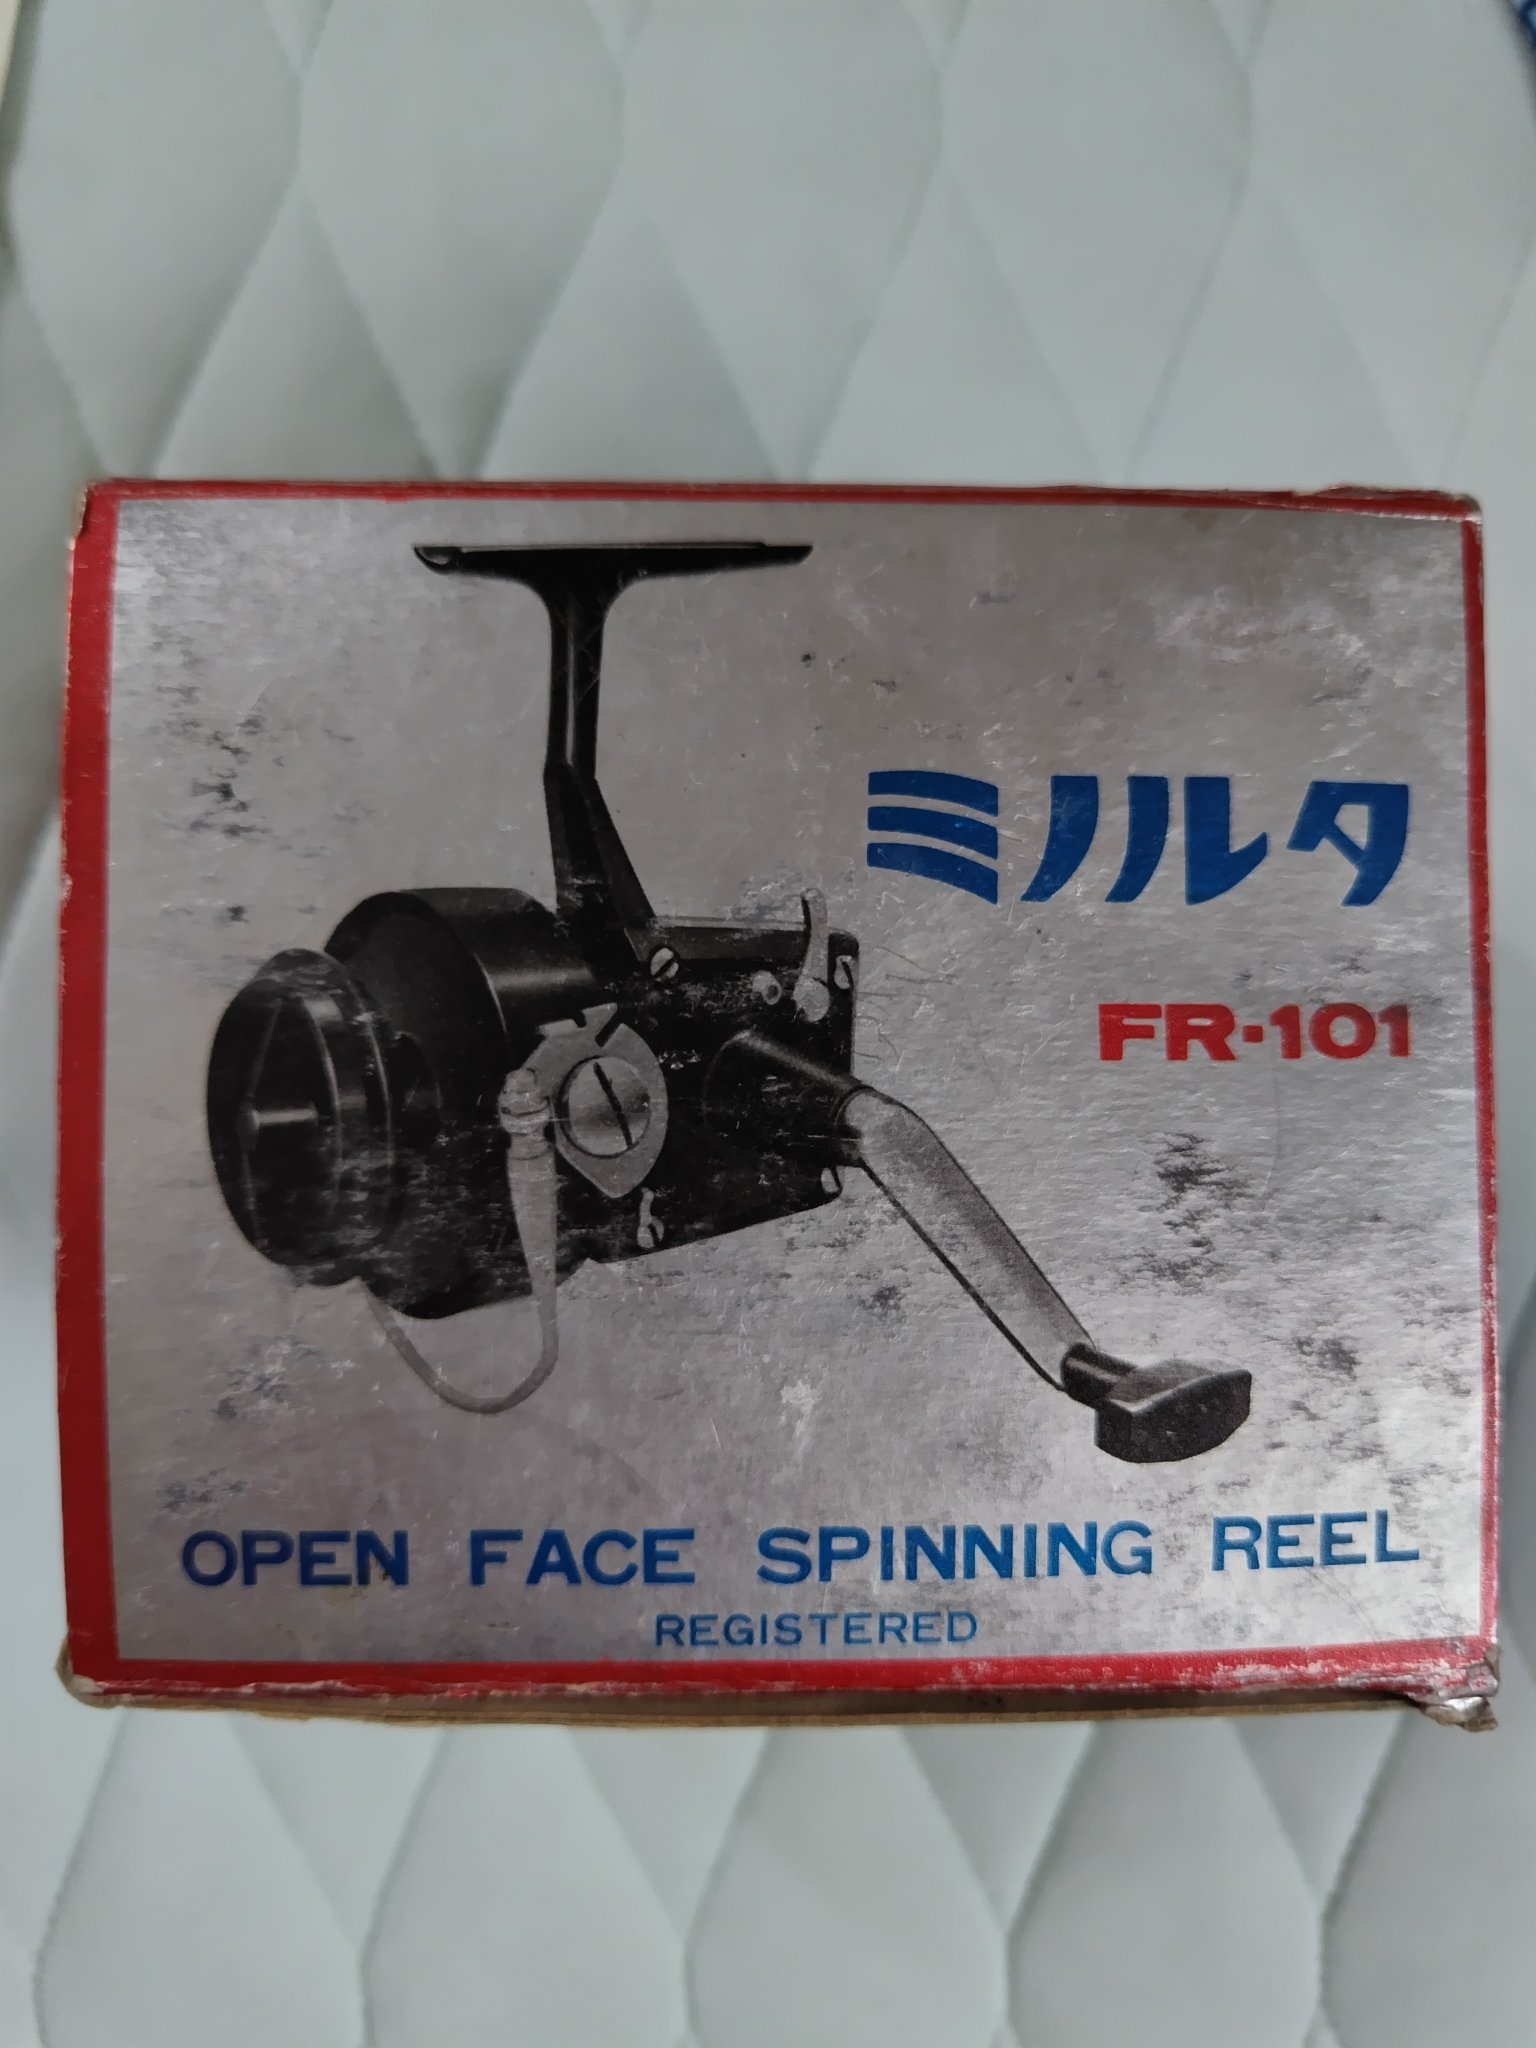 ミノルタ
FR-101
OPEN FACE SPINNING REEL
REGISTERED